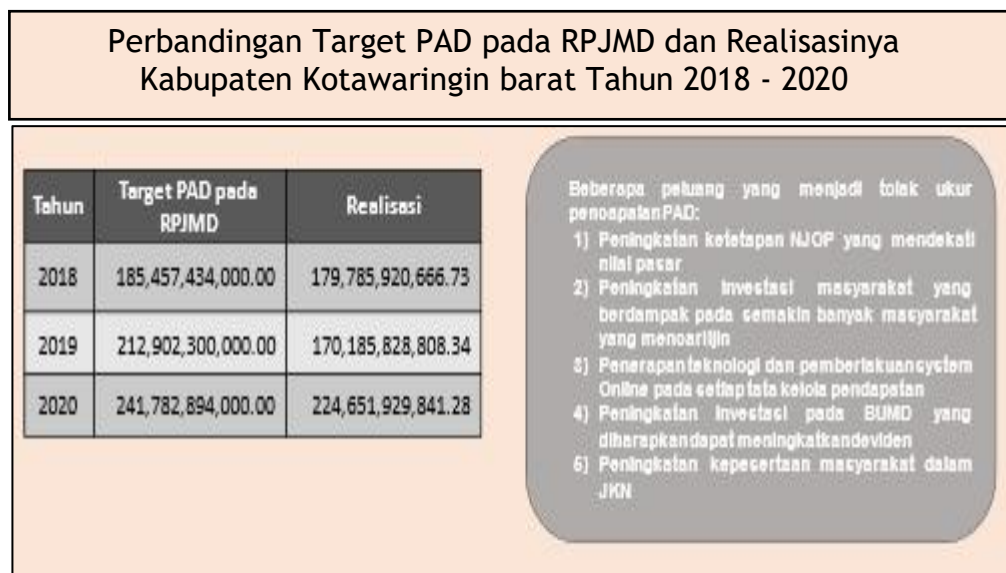 Perbandingan Target PAD pada RPJMD dan Realisasinya
Kabupaten Kotawaringin barat Tahun 2018 - 2020
Tahun
Target PAD pada
RPJMD
Realisasi
2018 185,457,434,000.00 179,785,920,666.73
2019 212,902,300,000.00 170,185,828,808.34
2020 241,782,894,000.00 224,651,929,841.28
Beberapa peluang yang menjadi tolak ukur
penoapatan PAD:
1) Peningkatan ketetapan NJOP yang mendekati
nilai pasar
2) Peningkatan investasi masyarakat yang
berdampak pada semakin banyak masyarakat
yang menoariijin
3) Penerapan teknologi dan pemberlakuan system
Online pada setiap tata kelola pendapatan
4) Peningkatan investasi pada BUMD yang
diharapkan dapat meningkatkan deviden
5) Peningkatan kepesertaan masyarakat dalam
JKN